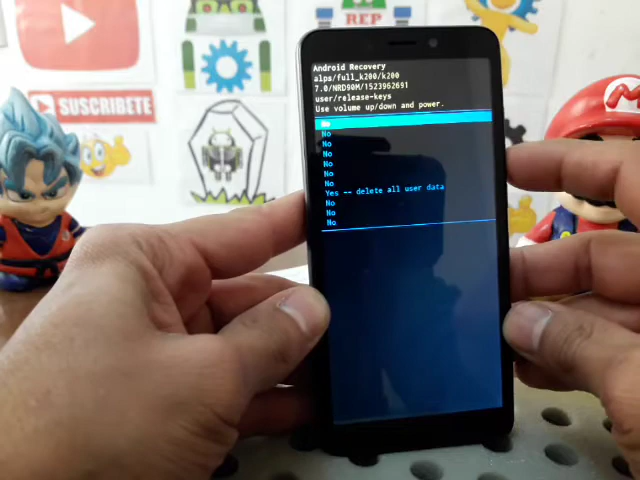 REP
SUSCRIBETE
M
Android Recovery
alps/full_k200/k200
7.0/NRD90M/1523962691
user/release-keys
Use volume up/down and power.
No
No
No
No
No
No
No
Yes -- delete all user data
No
No
No